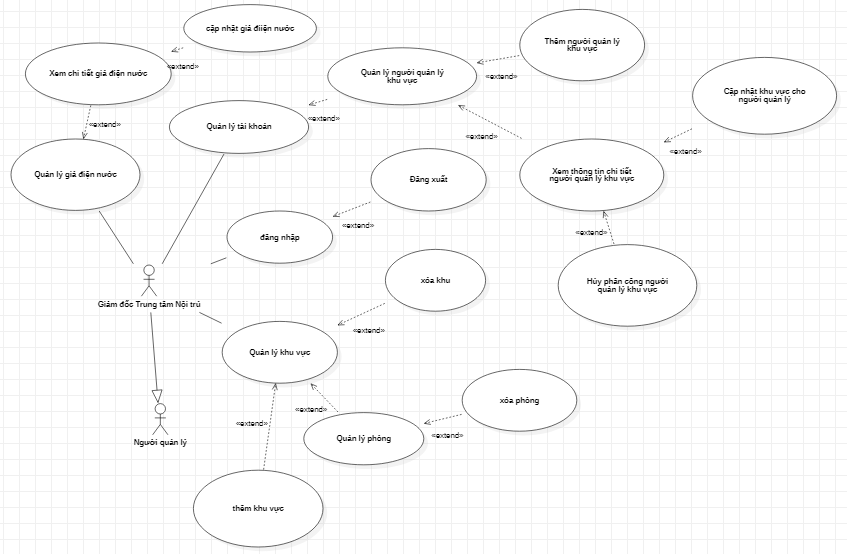 cập nhật giá điiện nước
Thêm người quản lý
khu vực
Xem chi tiết giá điện nước
«extend»
Quản lý người quản lý
khu vực
«extend»
Cập nhật khu vực cho
người quản lý
«extend»
Quản lý tài khoản
«extend»
«extend»
«extend»
Quản lý giá điện nước
Đăng xuất
Xem thông tin chi tiết
người quản lý khu vực
«extend»
«extend»
đăng nhập
xóa khu
Hủy phân công người
quản lý khu vực
Giám đốc Trung tâm Nội trú
«extend»
Quản lý khu vực
xóa phòng
«extend»
«extend»
«extend»
Quản lý phòng
Người quản lý
thêm khu vực